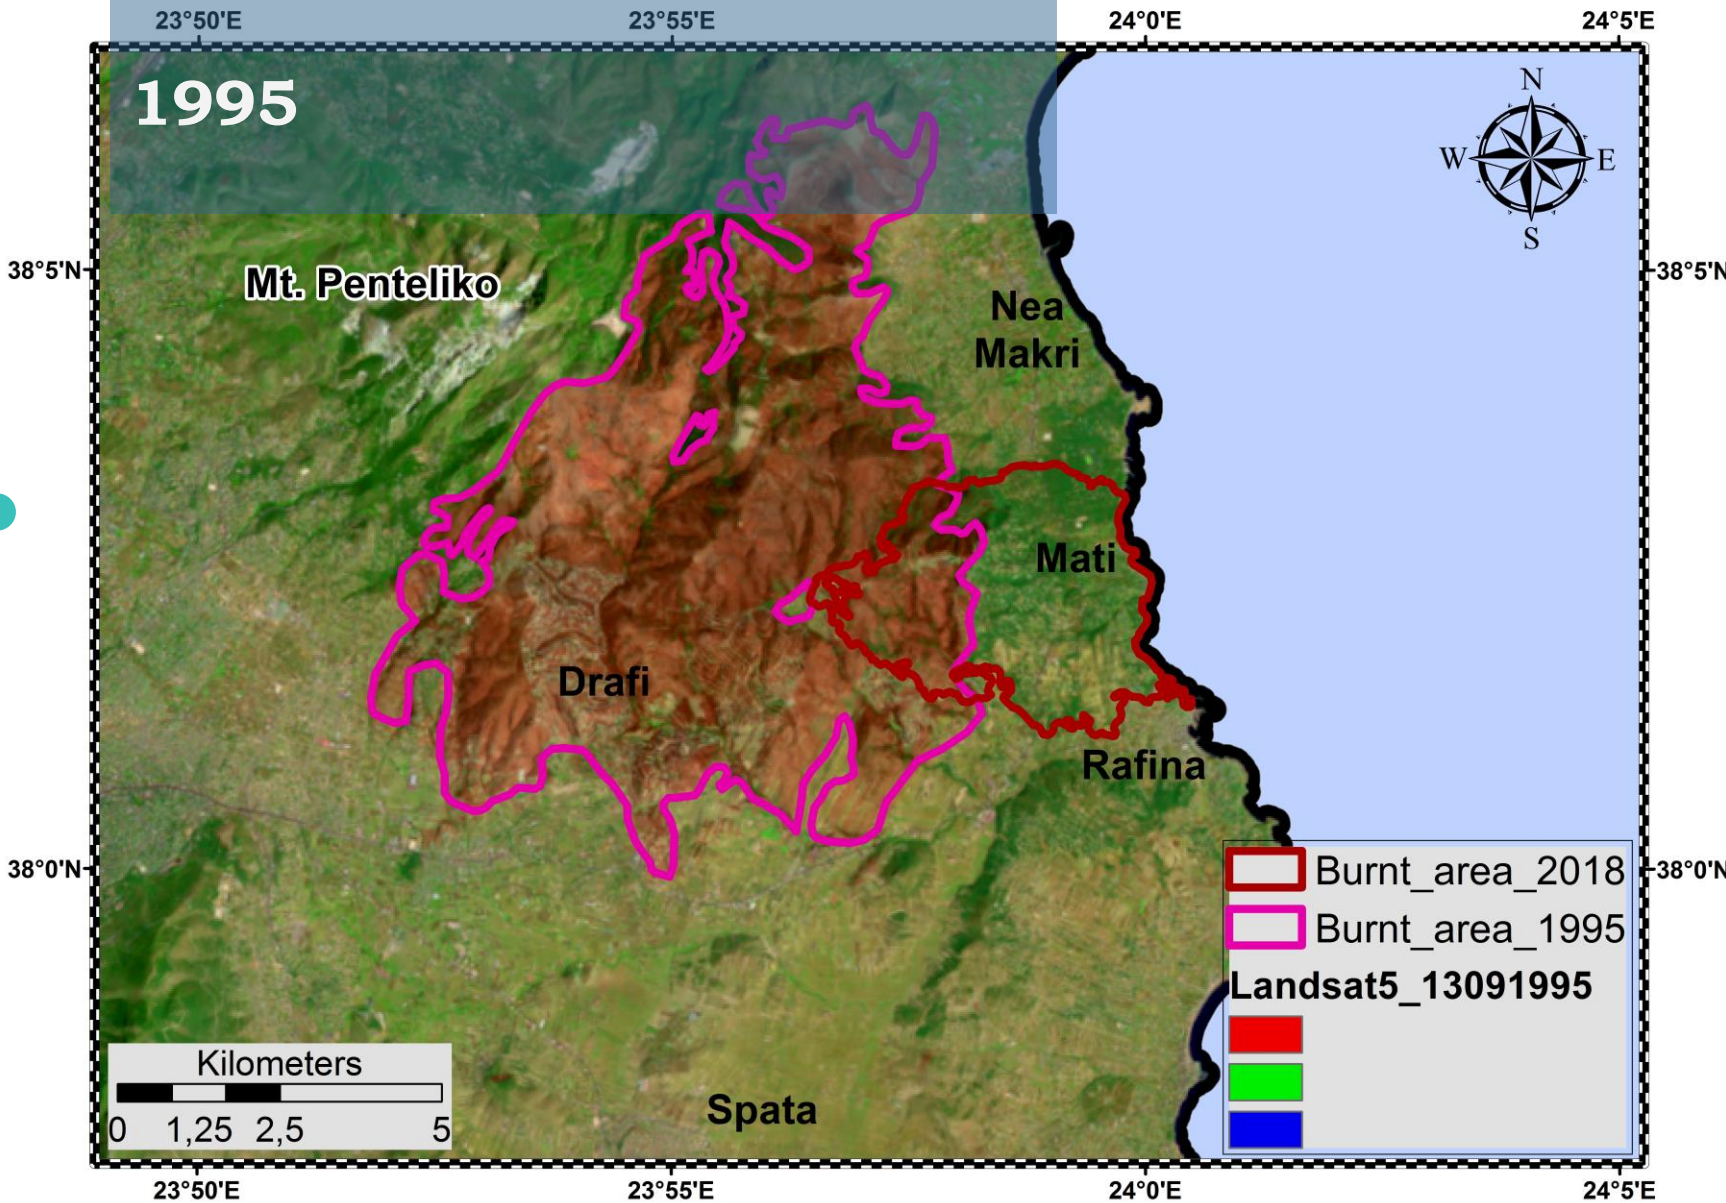 23°50'E 23°55'E 24°0'E 24°5'E
1995
N
W E
S
38°5'N 38°5'N
Mt. Penteliko
Nea
Makri
Mati
Drafi
Rafina
38°0'N 38°0'N
Burnt_area_2018
Burnt_area_1995
Landsat5_13091995
Kilometers
0 1,25 2,5 5
Spata
23°50'E 23°55'E 24°0'E 24°5'E